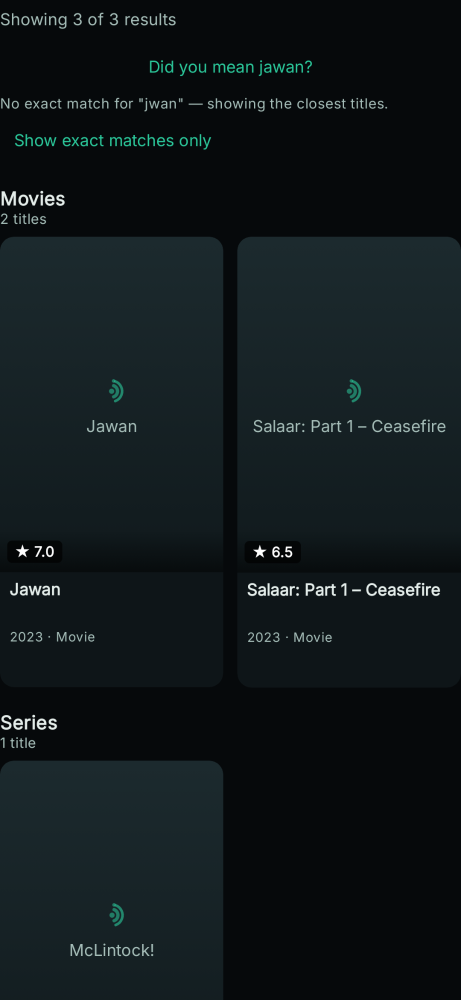 Showing 3 of 3 results
Did you mean jawan?
No exact match for "jwan" — showing the closest titles.
Show exact matches only
Movies
2 titles
Jawan
Salaar: Part 1 – Ceasefire
★ 7.0
★ 6.5
Jawan
Salaar: Part 1 – Ceasefire
2023 · Movie
2023 · Movie
Series
1 title
McLintock!